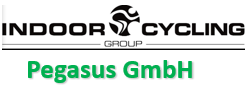 INDOOR CYCLING
GROUP
Pegasus GmbH